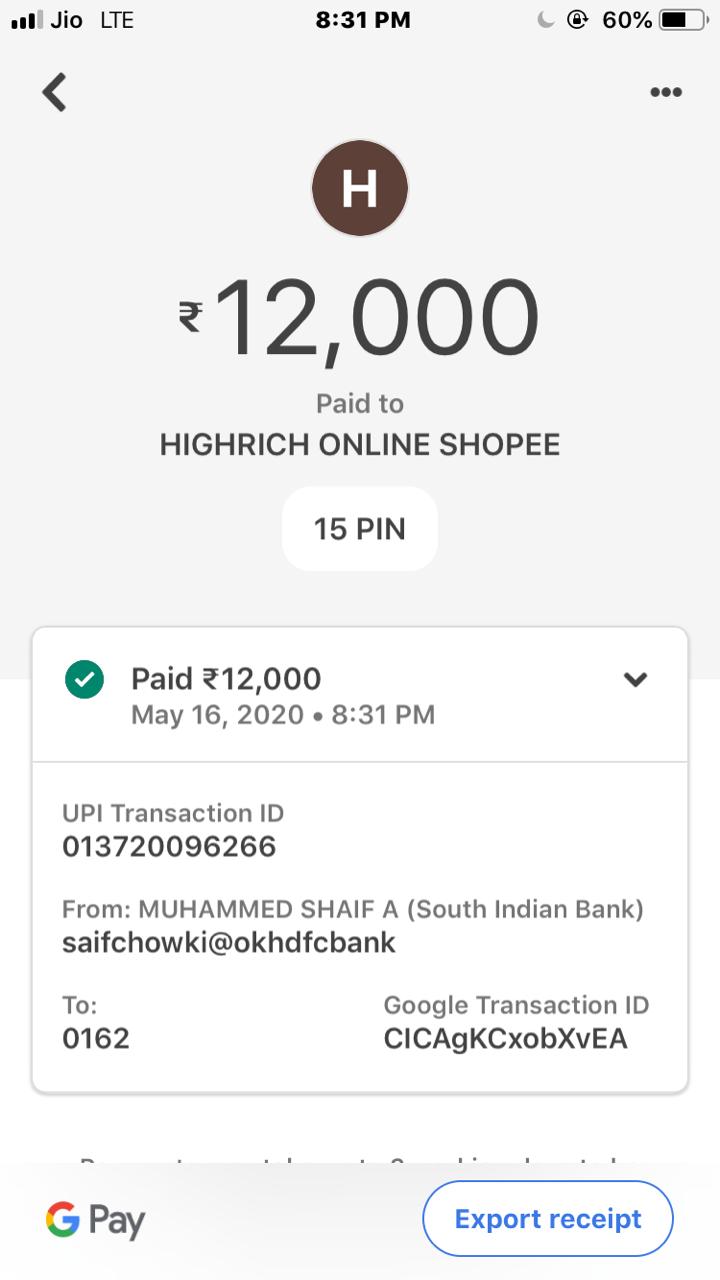 Jio LTE 8:31 PM 60%
H
₹12,000
Paid to
HIGHRICH ONLINE SHOPEE
15 PIN
Paid ₹12,000
May 16, 2020 • 8:31 PM
UPI Transaction ID
013720096266
From: MUHAMMED SHAIF A (South Indian Bank)
saifchowki@okhdfcbank
To: Google Transaction ID
0162 CICAgKCxobXvEA
G Pay Export receipt